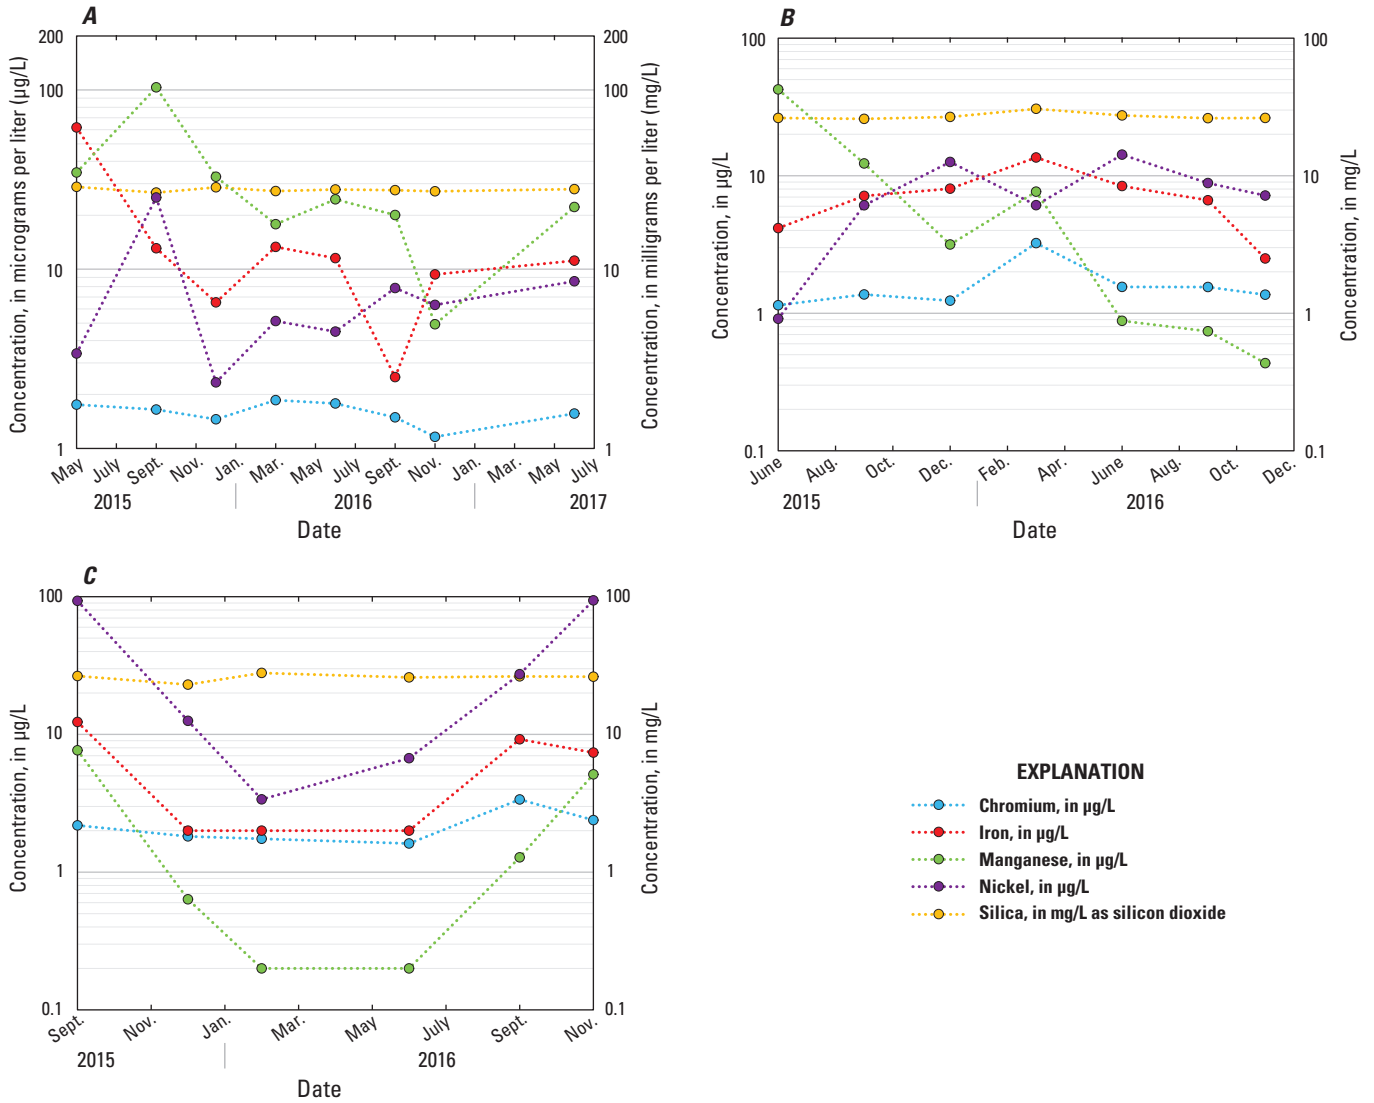 A
Concentration, in micrograms per liter (µg/L)
200
100
10
1
200
100
10
1
Concentration, in milligrams per liter (mg/L)
May July Sept. Nov. Jan. Mar. May July Sept. Nov. Jan. Mar. May July
2015 2016 2017
Date
B
Concentration, in µg/L
100
10
1
0.1
100
10
1
0.1
Concentration, in mg/L
June Aug. Oct. Dec. Feb. Apr. June Aug. Oct. Dec.
2015 2016
Date
C
Concentration, in µg/L
100
10
1
0.1
100
10
1
0.1
Concentration, in mg/L
Sept. Nov. Jan. Mar. May July Sept. Nov.
2015 2016
Date
EXPLANATION
Chromium, in µg/L
Iron, in µg/L
Manganese, in µg/L
Nickel, in µg/L
Silica, in mg/L as silicon dioxide